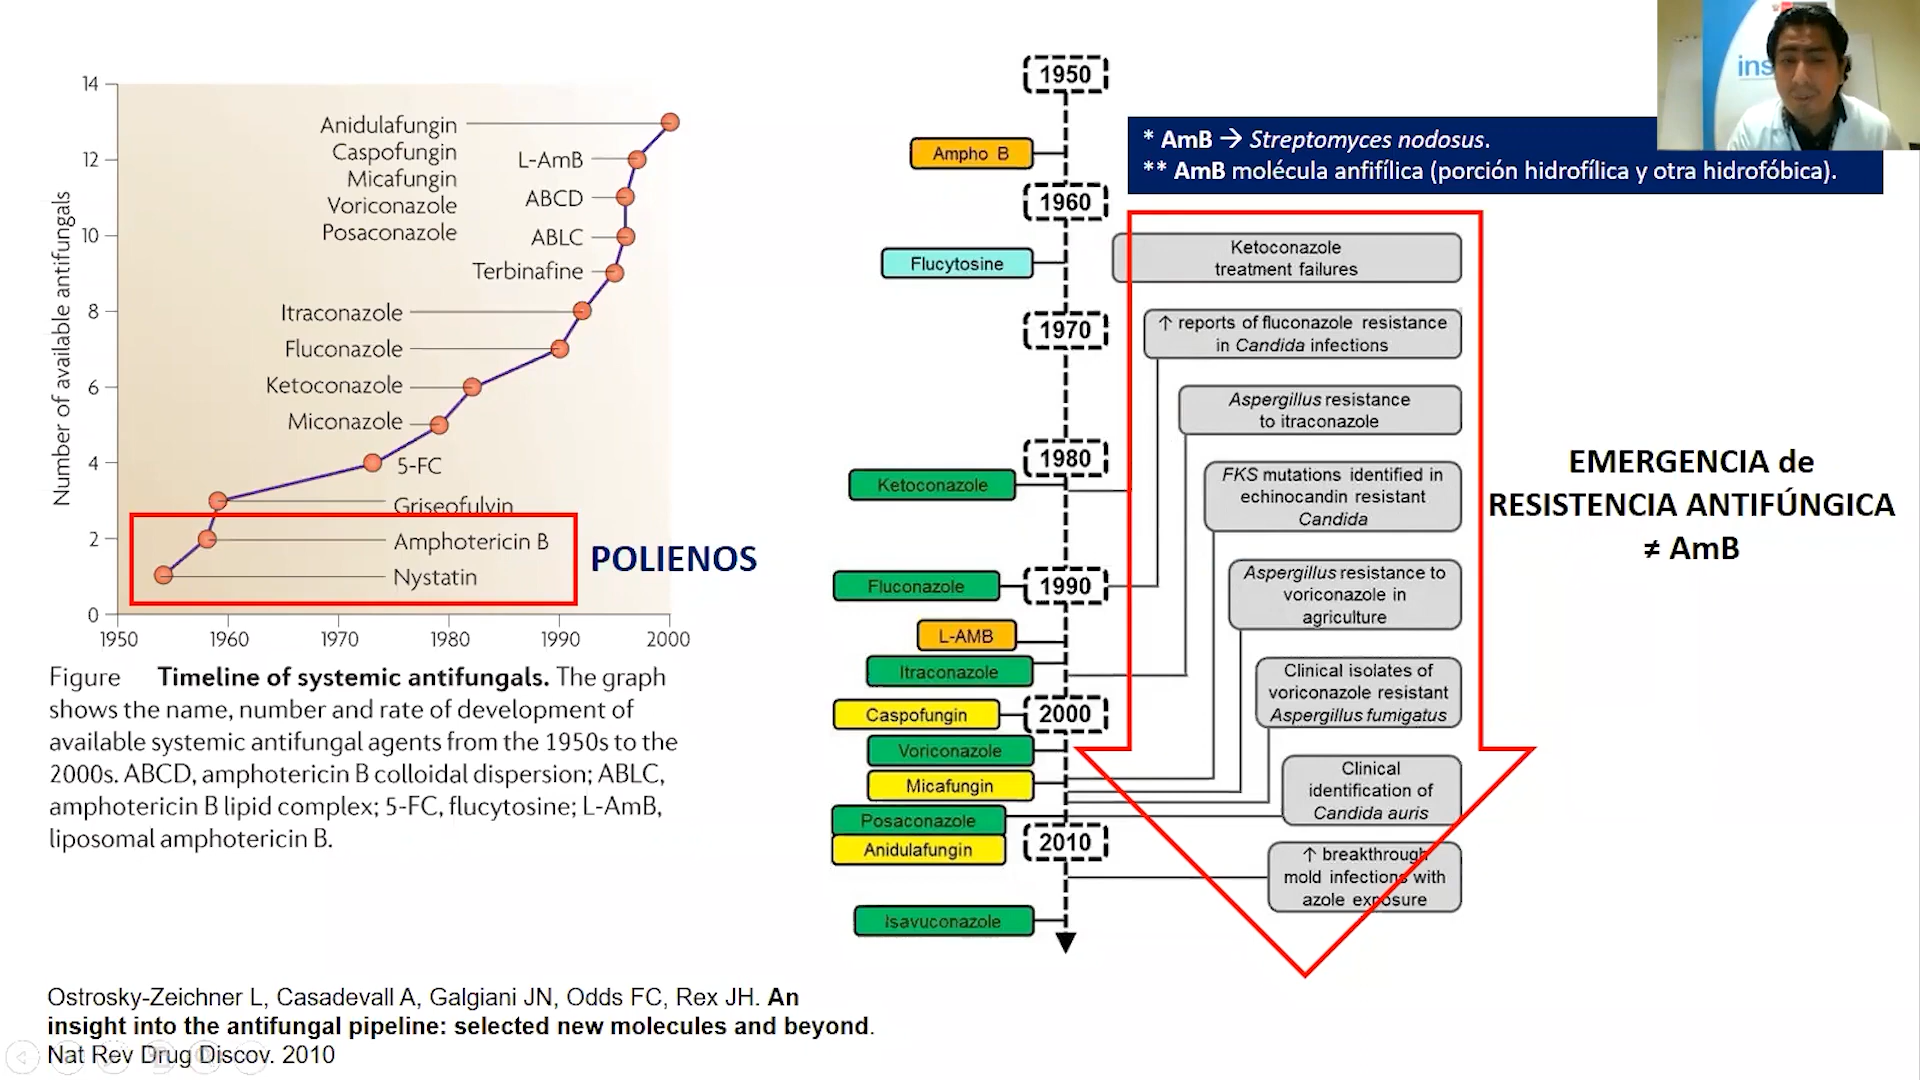 14
12
10
8
6
4
2
0
Number of available antifungals
1950
1960
1970
1980
1990
2000
Anidulafungin
Caspofungin
Micafungin
Voriconazole
Posaconazole
L-AmB
ABCD
ABLC
Terbinafine
Itraconazole
Fluconazole
Ketoconazole
Miconazole
5-FC
Griseofulvin
Amphotericin B
Nystatin
POLIENOS
Figure Timeline of systemic antifungals. The graph
shows the name, number and rate of development of
available systemic antifungal agents from the 1950s to the
2000s. ABCD, amphotericin B colloidal dispersion; ABLC,
amphotericin B lipid complex; 5-FC, flucytosine; L-AmB,
liposomal amphotericin B.
Ostrosky-Zeichner L, Casadevall A, Galgiani JN, Odds FC, Rex JH. An
insight into the antifungal pipeline: selected new molecules and beyond.
Nat Rev Drug Discov. 2010
1950
Ampho B
1960
Flucytosine
1970
1980
Ketoconazole
Fluconazole
1990
L-AMB
Itraconazole
Caspofungin
2000
Voriconazole
Micafungin
Posaconazole
Anidulafungin
2010
Isavuconazole
* AmB → Streptomyces nodosus.
** AmB molécula anfifílica (porción hidrofílica y otra hidrofóbica).
Ketoconazole
treatment failures
↑ reports of fluconazole resistance
in Candida infections
Aspergillus resistance
to itraconazole
FKS mutations identified in
echinocandin resistant
Candida
Aspergillus resistance to
voriconazole in
agriculture
Clinical isolates of
voriconazole resistant
Aspergillus fumigatus
Clinical
identification of
Candida auris
↑ breakthrough
mold infections with
azole exposure
EMERGENCIA de
RESISTENCIA ANTIFÚNGICA
≠ AmB
ins